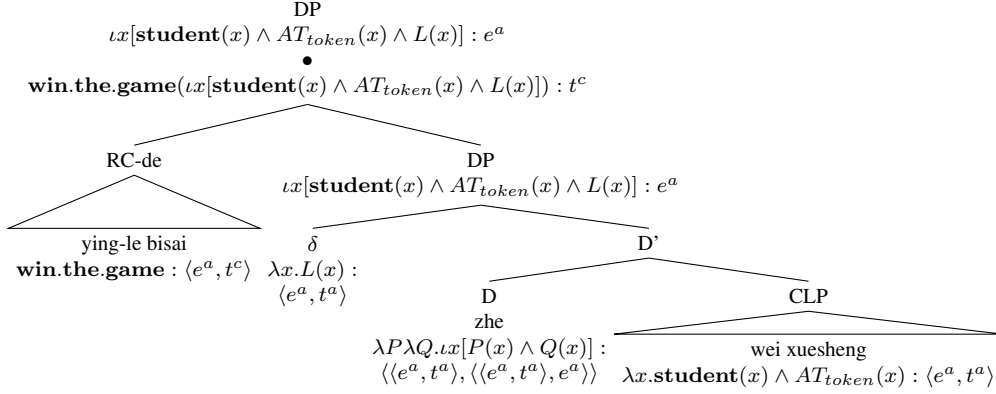 DP
ιx[student(x) ∧ AT_token(x) ∧ L(x)] : e^a
•
win.the.game(ιx[student(x) ∧ AT_token(x) ∧ L(x)]) : t^c
RC-de DP
ιx[student(x) ∧ AT_token(x) ∧ L(x)] : e^a
ying-le bisai δ D’
win.the.game : ⟨e^a, t^c⟩ λx.L(x) :
⟨e^a, t^a⟩ D CLP
zhe
λPλQ.ιx[P(x) ∧ Q(x)] : wei xuesheng
⟨⟨e^a, t^a⟩, ⟨⟨e^a, t^a⟩, e^a⟩⟩ λx.student(x) ∧ AT_token(x) : ⟨e^a, t^a⟩